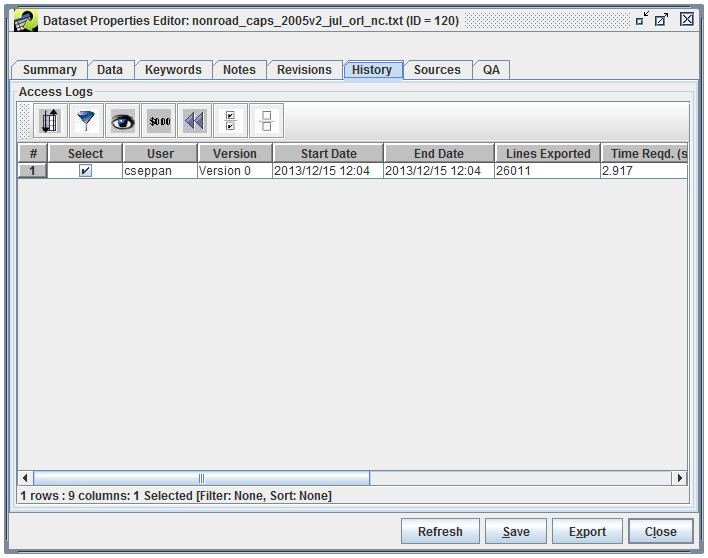 Dataset Properties Editor: nonroad_caps_2005v2_jul_orl_nc.txt (ID = 120)
Summary Data Keywords Notes Revisions History Sources QA
Access Logs
$0.00
# Select User Version Start Date End Date Lines Exported Time Reqd. (s
1 cseppan Version 0 2013/12/15 12:04 2013/12/15 12:04 26011 2.917
1 rows : 9 columns: 1 Selected [Filter: None, Sort: None]
Refresh Save Export Close